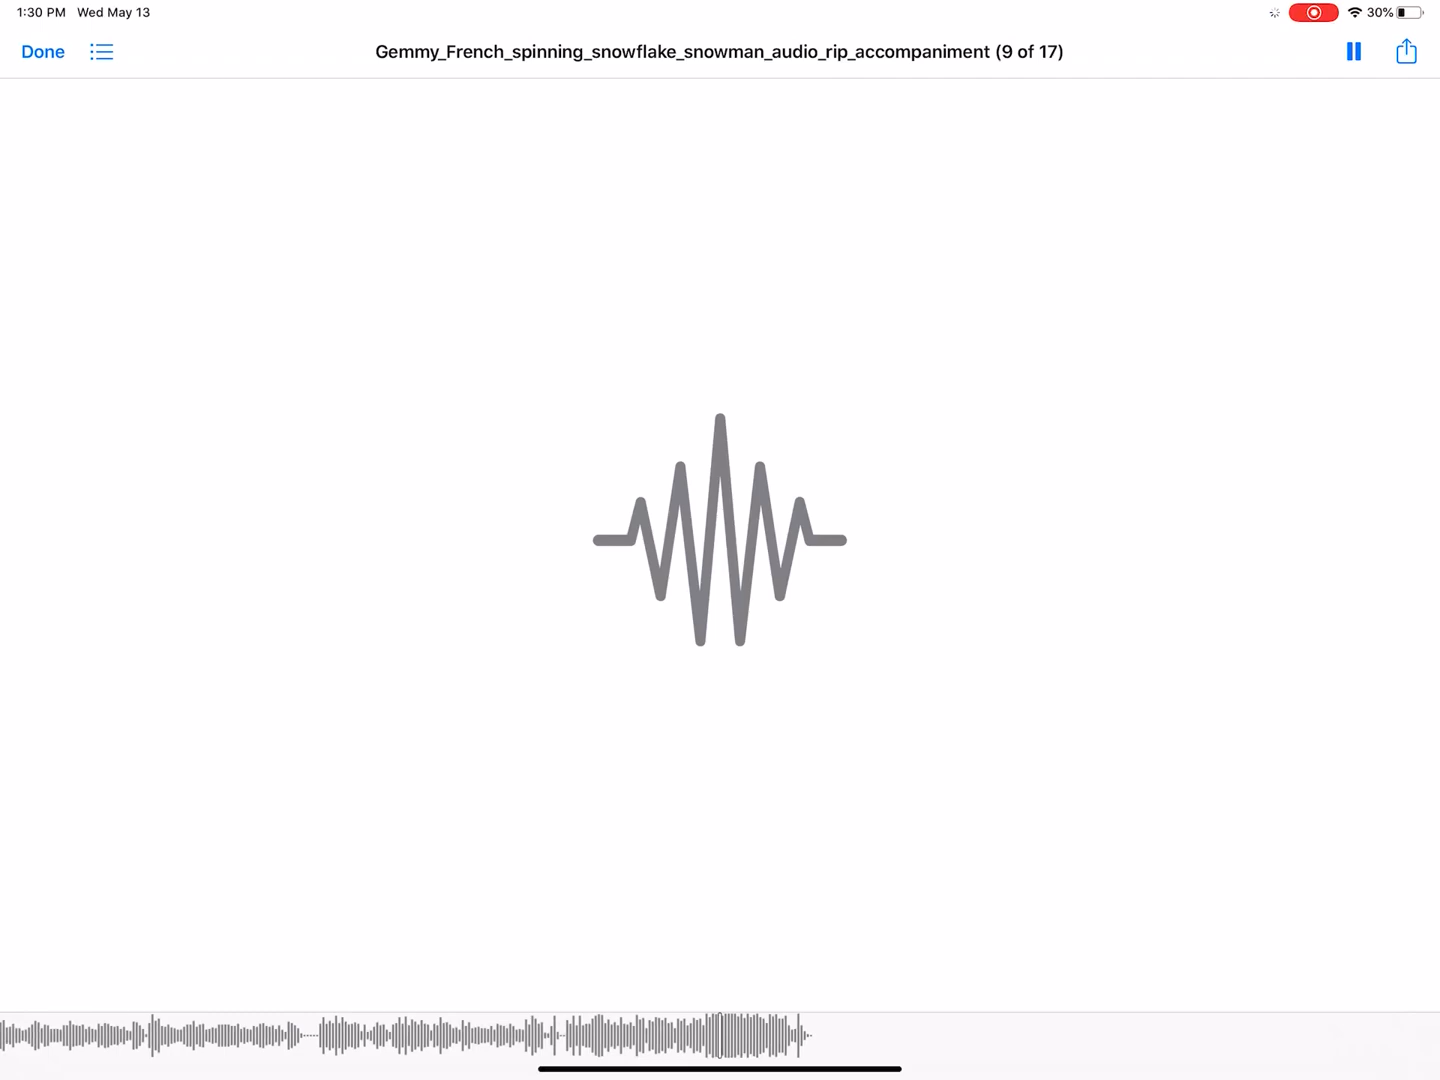 1:30 PM Wed May 13
30%
Done
Gemmy_French_spinning_snowflake_snowman_audio_rip_accompaniment (9 of 17)